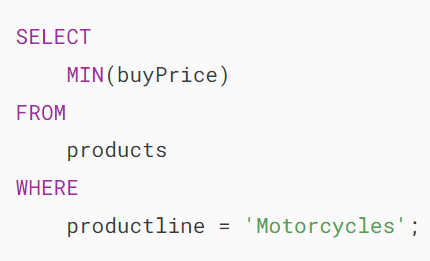 SELECT
    MIN(buyPrice)
FROM
    products
WHERE
    productline = 'Motorcycles';